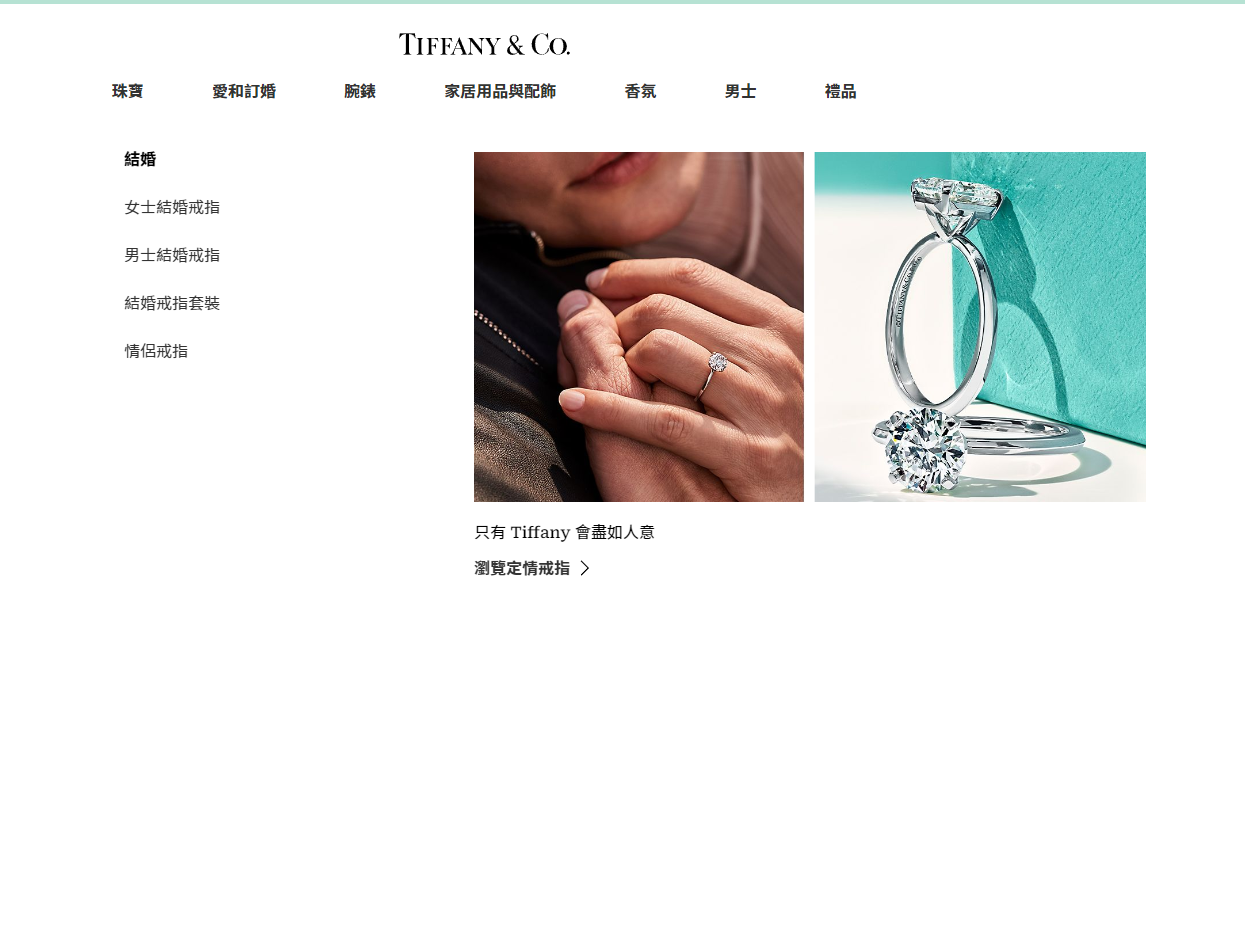 TIFFANY & CO.
珠寶 愛和訂婚 腕錶 家居用品與配飾 香氛 男士 禮品
結婚
女士結婚戒指
男士結婚戒指
結婚戒指套裝
情侶戒指
只有 Tiffany 會盡如人意
瀏覽定情戒指